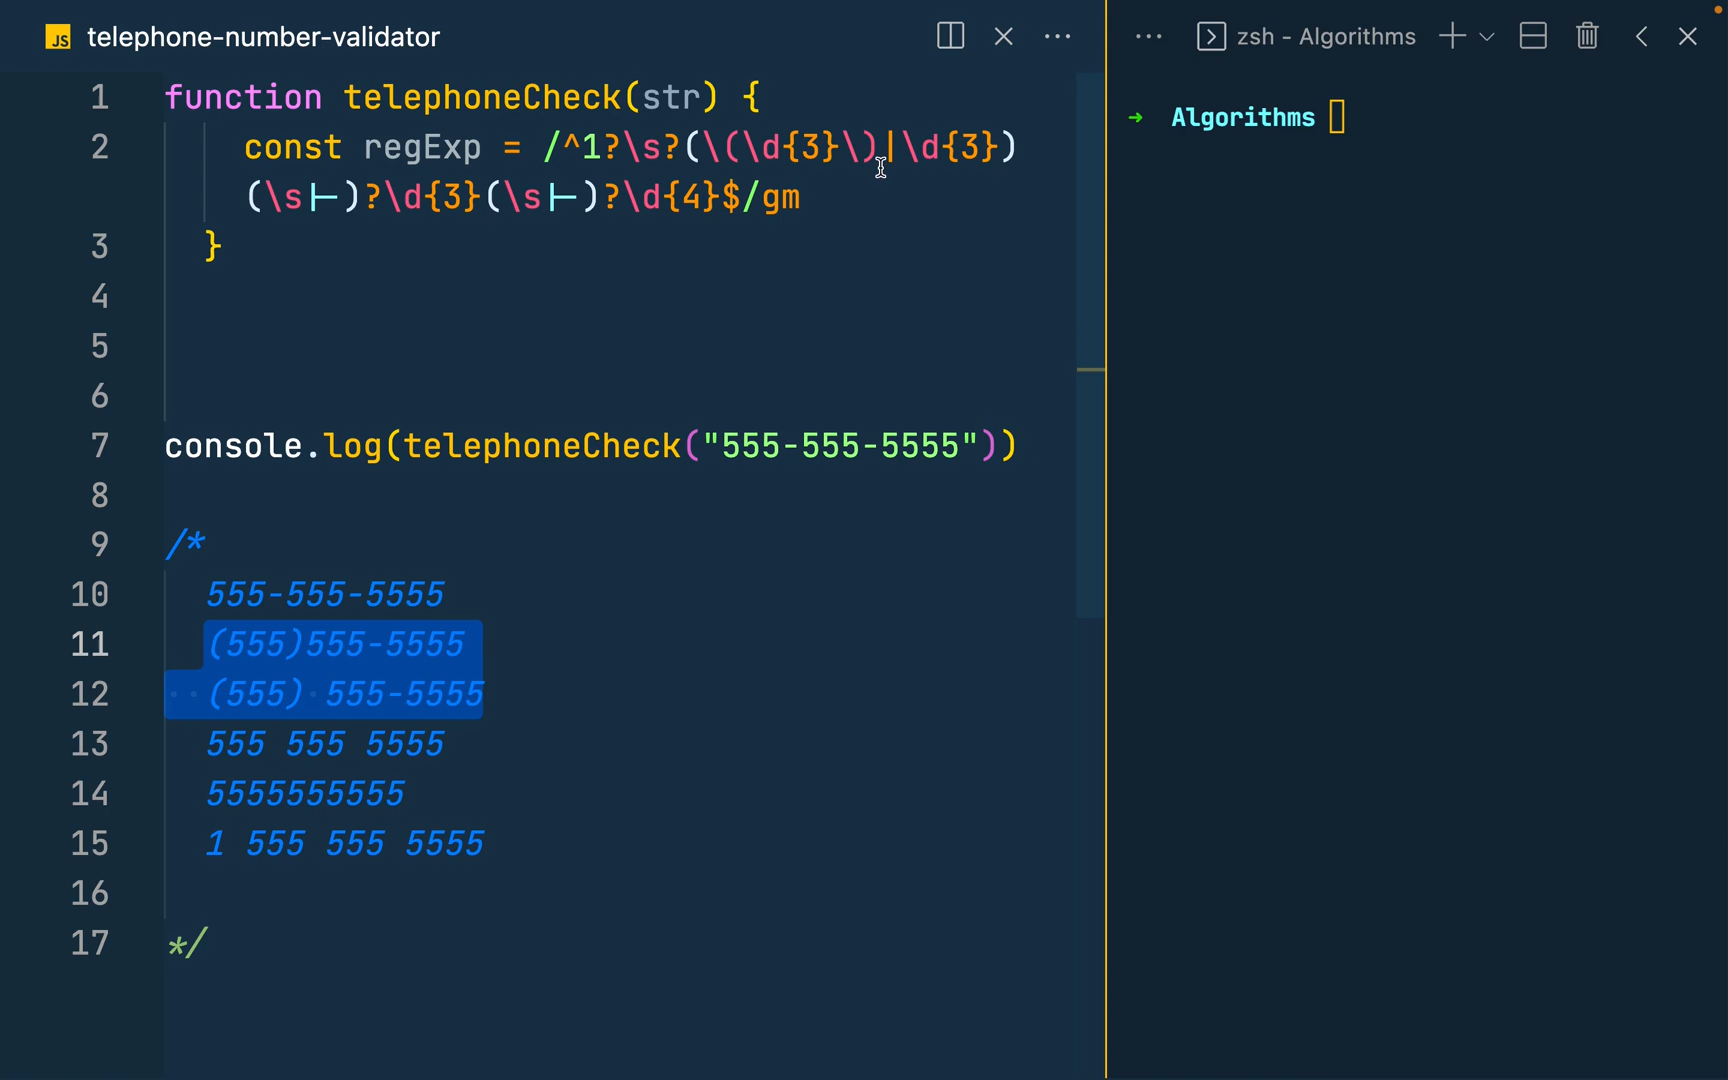 JS telephone-number-validator
zsh - Algorithms
1 function telephoneCheck(str) {
2 const regExp = /^1?\s?(\(\d{3}\)|\d{3})
(\s|-)?\d{3}(\s|-)?\d{4}$/gm
3 }
4
5
6
7 console.log(telephoneCheck("555-555-5555"))
8
9 /*
10 555-555-5555
11 (555)555-5555
12 (555) 555-5555
13 555 555 5555
14 5555555555
15 1 555 555 5555
16
17 */
➜ Algorithms